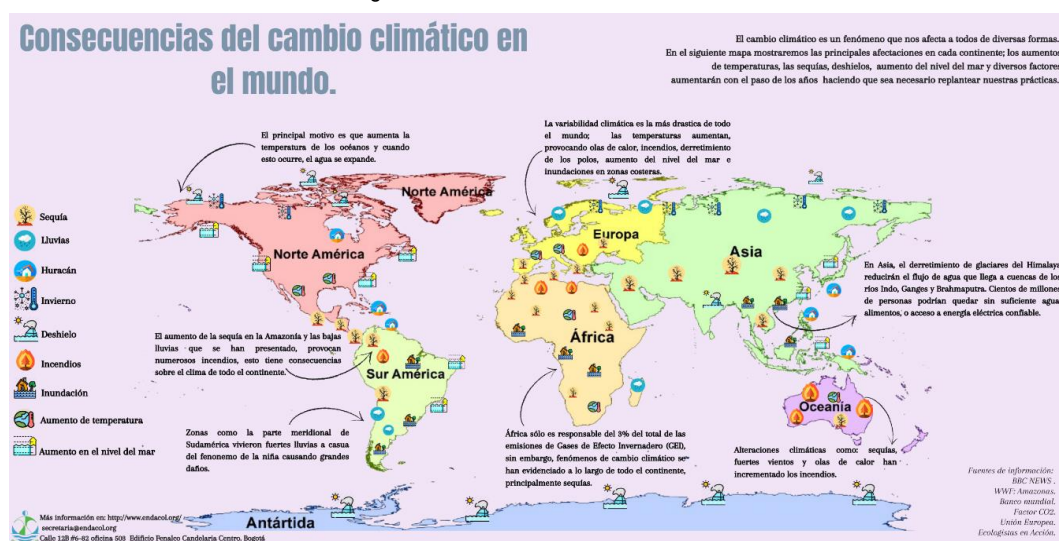 Consecuencias del cambio climático en
el mundo.
El cambio climático es un fenómeno que nos afecta a todos de diversas formas.
En el siguiente mapa mostraremos las principales afectaciones en cada continente; los aumentos
de temperaturas, las sequías, deshielos, aumento del nivel del mar y diversos factores
aumentarán con el paso de los años haciendo que sea necesario replantear nuestras prácticas.
El principal motivo es que aumenta la
temperatura de los océanos y cuando
esto ocurre, el agua se expande.
La variabilidad climática es la más drastica de todo
el mundo; las temperaturas aumentan,
provocando olas de calor, incendios, derretimiento
de los polos, aumento del nivel del mar e
inundaciones en zonas costeras.
Norte América
Norte América
Europa
Asia
Sequía
Lluvias
Huracán
Invierno
Deshielo
Incendios
Inundación
Aumento de temperatura
Aumento en el nivel del mar
En Asia, el derretimiento de glaciares del Himalaya
reducirán el flujo de agua que llega a cuencas de los
ríos Indo, Ganges y Brahmaputra. Cientos de millones
de personas podrían quedar sin suficiente agua,
alimentos, o acceso a energía eléctrica confiable.
El aumento de la sequía en la Amazonía y las bajas
lluvias que se han presentado, provocan
numerosos incendios, esto tiene consecuencias
sobre el clima de todo el continente.
África
Sur América
Oceanía
Zonas como la parte meridional de
Sudamérica vivieron fuertes lluvias a casua
del fenonemo de la niña causando grandes
daños.
África sólo es responsable del 3% del total de las
emisiones de Gases de Efecto Invernadero (GEI),
sin embargo, fenómenos de cambio climático se
han evidenciado a lo largo de todo el continente,
principalmente sequías.
Alteraciones climáticas como: sequías,
fuertes vientos y olas de calor han
incrementado los incendios.
Fuentes de información:
BBC NEWS .
WWF: Amazonas.
Banco mundial.
Factor CO2.
Unión Europea.
Ecologistas en Acción.
Antártida
Más información en: http://www.endacol.org/
secretaria@endacol.org
Calle 12B #6-82 oficina 508 Edificio Fenalco Candelaria Centro, Bogotá